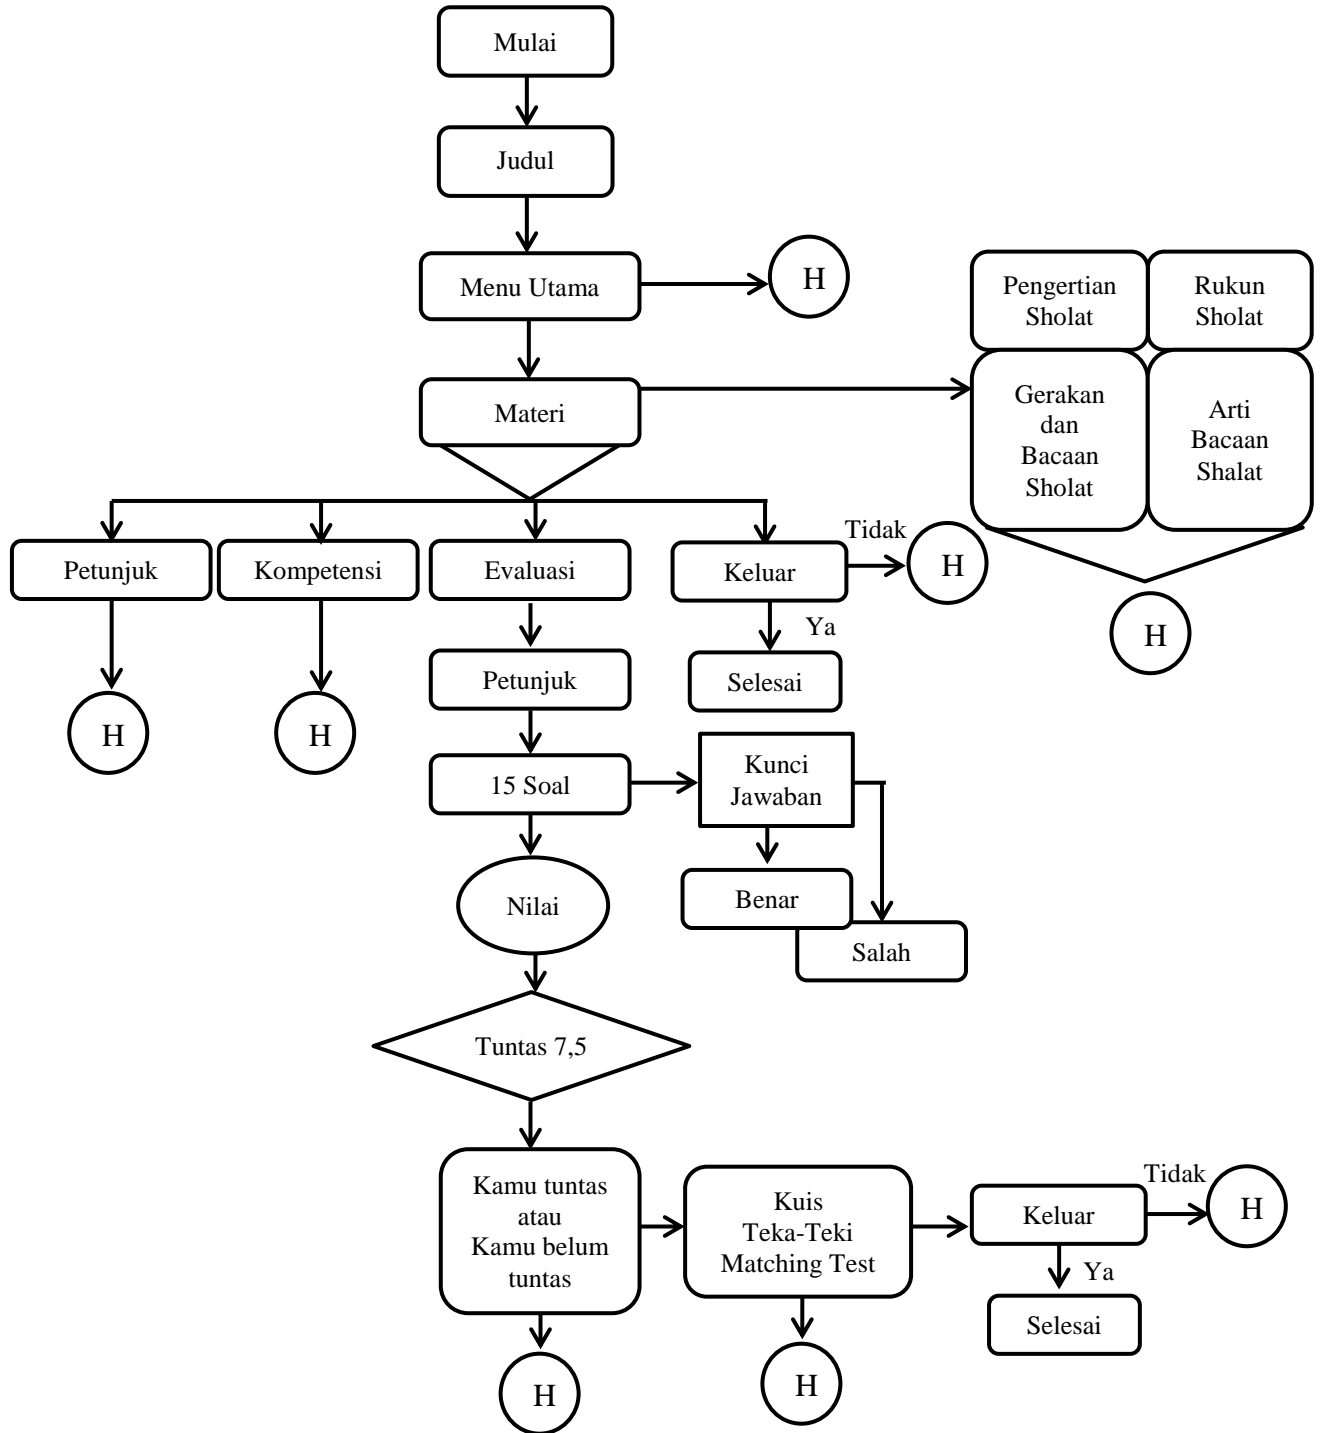 Mulai
Judul
Menu Utama
H
Pengertian
Sholat
Rukun
Sholat
Materi
Gerakan
dan
Bacaan
Sholat
Arti
Bacaan
Shalat
Petunjuk
Kompetensi
Evaluasi
Keluar
Tidak
H
H
Ya
Petunjuk
Selesai
H
H
15 Soal
Kunci
Jawaban
Nilai
Benar
Salah
Tuntas 7,5
Kamu tuntas
atau
Kamu belum
tuntas
Kuis
Teka-Teki
Matching Test
Keluar
Tidak
H
Ya
Selesai
H
H